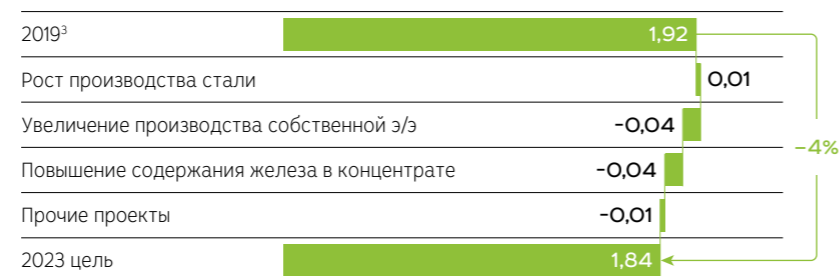 2019³ 1,92
Рост производства стали 0,01
Увеличение производства собственной э/э -0,04
-4%
Повышение содержания железа в концентрате -0,04
Прочие проекты -0,01
2023 цель 1,84